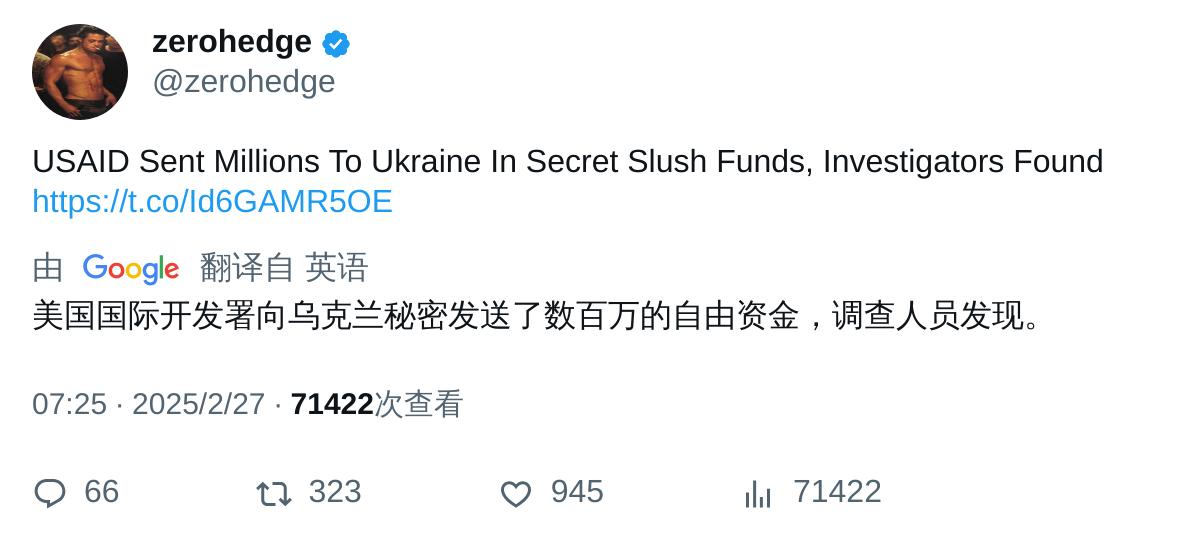 zerohedge
@zerohedge
USAID Sent Millions To Ukraine In Secret Slush Funds, Investigators Found
https://t.co/Id6GAMR5OE
由 Google 翻译自 英语
美国国际开发署向乌克兰秘密发送了数百万的自由资金，调查人员发现。
07:25 · 2025/2/27 · 71422次查看
66 323 945 71422